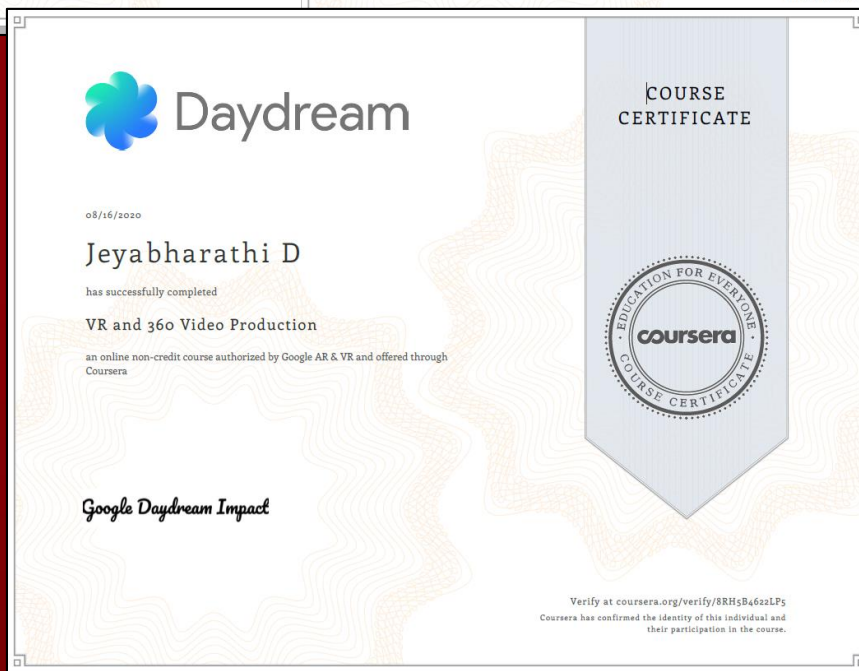 Daydream
COURSE
CERTIFICATE
08/16/2020
Jeyabharathi D
has successfully completed
VR and 360 Video Production
an online non-credit course authorized by Google AR & VR and offered through
Coursera
EDUCATION FOR EVERYONE
coursera
COURSE CERTIFICATE
Google Daydream Impact
Verify at coursera.org/verify/8RH5B4622LP5
Coursera has confirmed the identity of this individual and
their participation in the course.